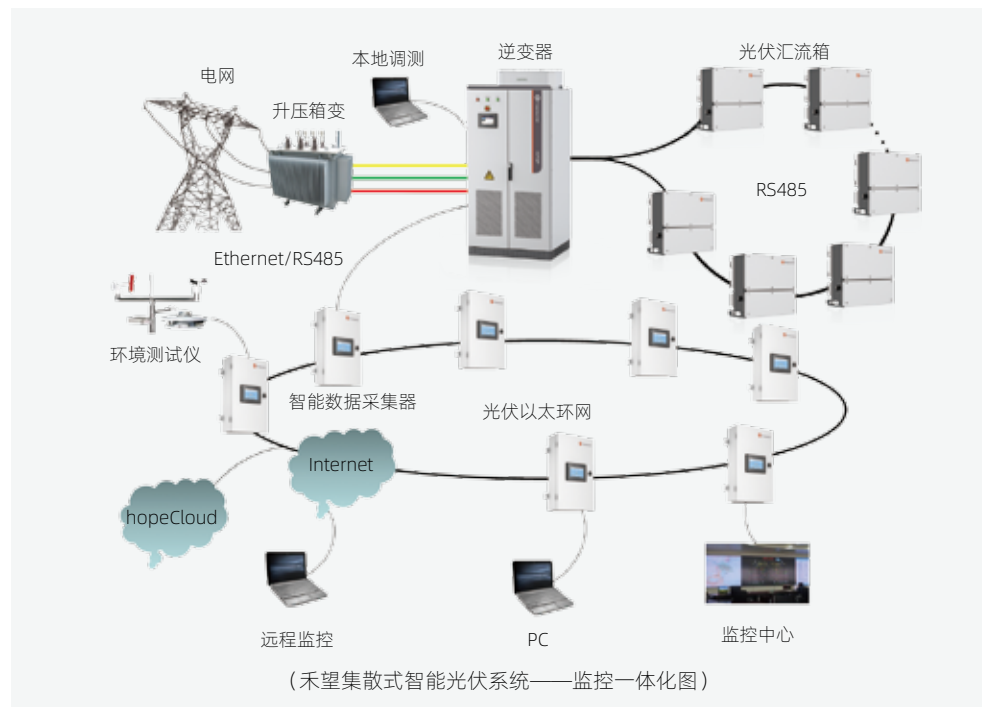 逆变器
光伏汇流箱
本地调测
电网
升压箱变
RS485
Ethernet/RS485
环境测试仪
智能数据采集器
光伏以太环网
Internet
hopeCloud
远程监控
PC
监控中心
（禾望集散式智能光伏系统——监控一体化图）